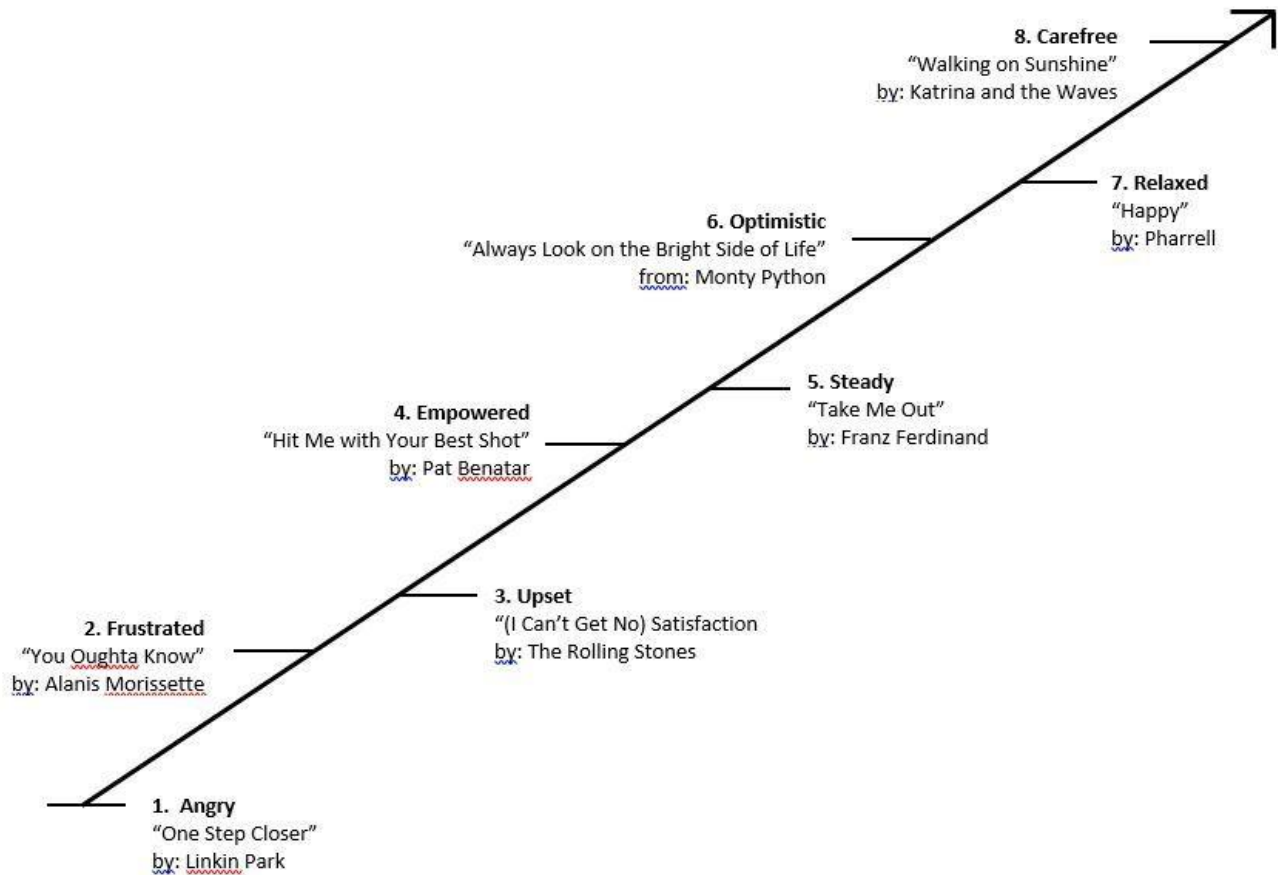 8. Carefree
“Walking on Sunshine”
by: Katrina and the Waves
7. Relaxed
“Happy”
by: Pharrell
6. Optimistic
“Always Look on the Bright Side of Life”
from: Monty Python
5. Steady
“Take Me Out”
by: Franz Ferdinand
4. Empowered
“Hit Me with Your Best Shot”
by: Pat Benatar
3. Upset
“(I Can’t Get No) Satisfaction
by: The Rolling Stones
2. Frustrated
“You Oughta Know”
by: Alanis Morissette
1. Angry
“One Step Closer”
by: Linkin Park